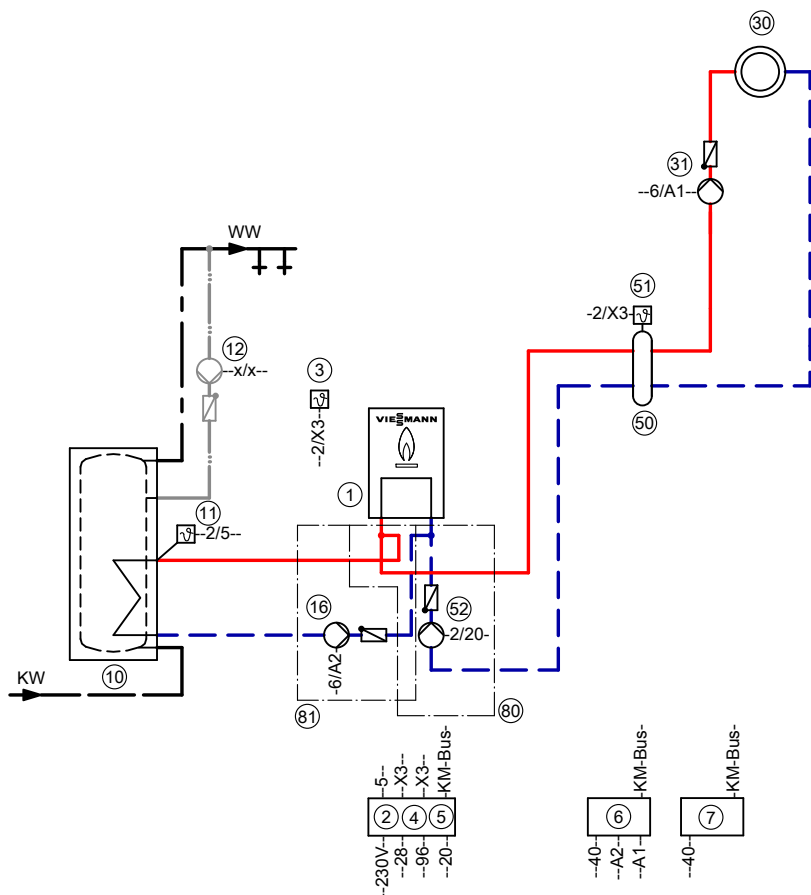 30
31
--6/A1--
WW
51
-2/X3-
12
--x/x--
3
--2/X3---
50
VIESSMANN
1
11
--2/5--
16
52
-2/20-
--6/A2--
10
KW
81
80
---5--
--X3--
--X3--
-KM-Bus-
2
4
5
--230V-
--28--
--96--
--20--
-KM-Bus-
6
--40--
--A2--
--A1--
-KM-Bus-
7
--40--